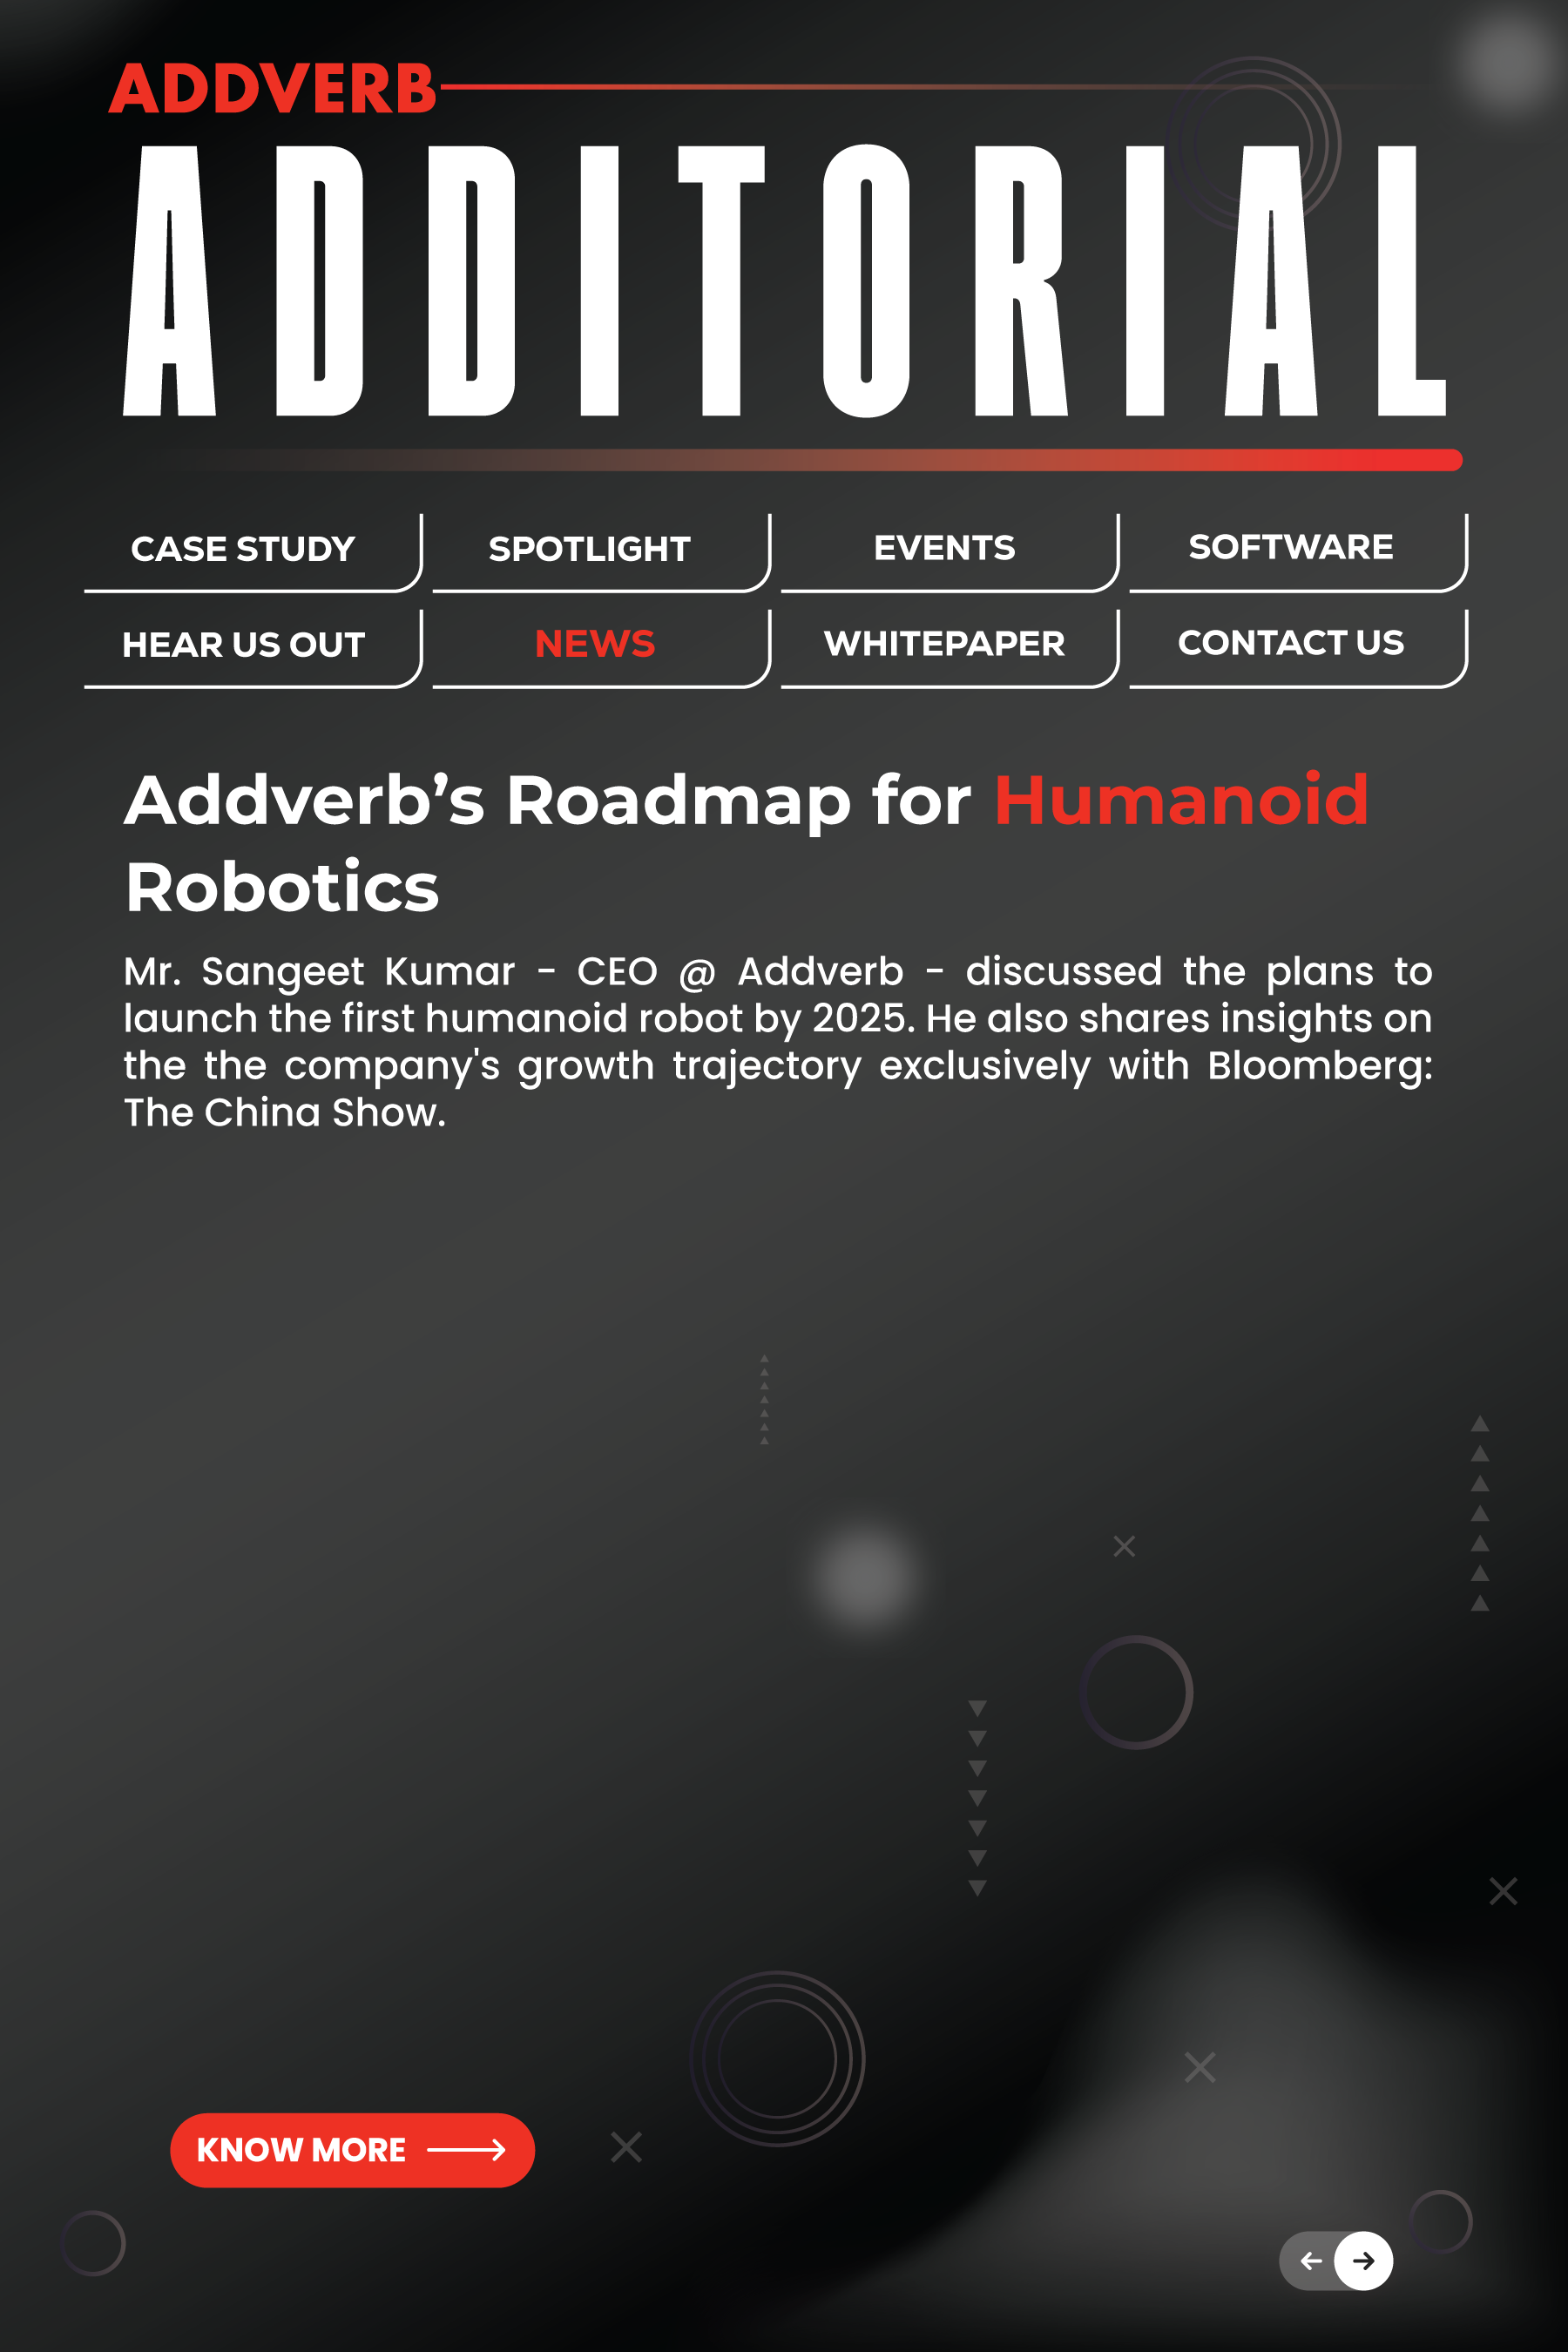 ADDVERB
ADDITORIAL
CASE STUDY
SPOTLIGHT
EVENTS
SOFTWARE
HEAR US OUT
NEWS
WHITEPAPER
CONTACT US
Addverb’s Roadmap for Humanoid
Robotics
Mr. Sangeet Kumar - CEO @ Addverb - discussed the plans to
launch the first humanoid robot by 2025. He also shares insights on
the the company's growth trajectory exclusively with Bloomberg:
The China Show.
KNOW MORE